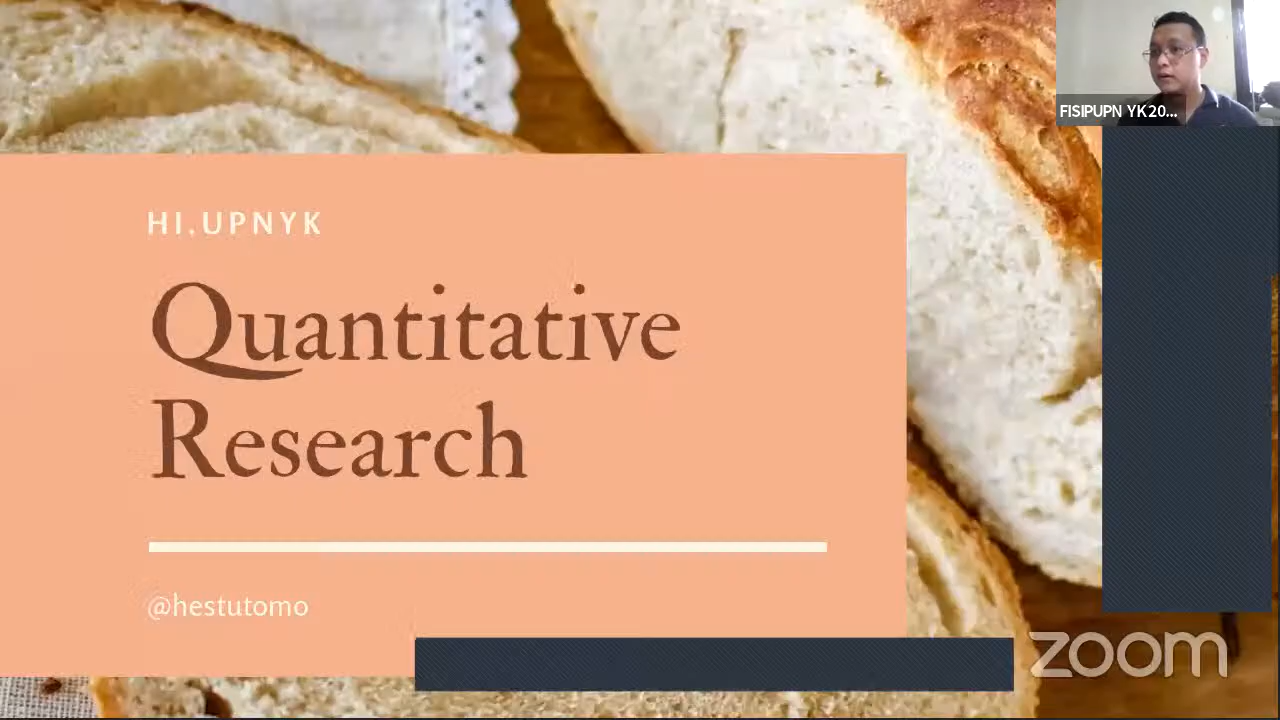 FISIPUPN YK20...
HI.UPNYK
Quantitative
Research
@hestutomo
zoom